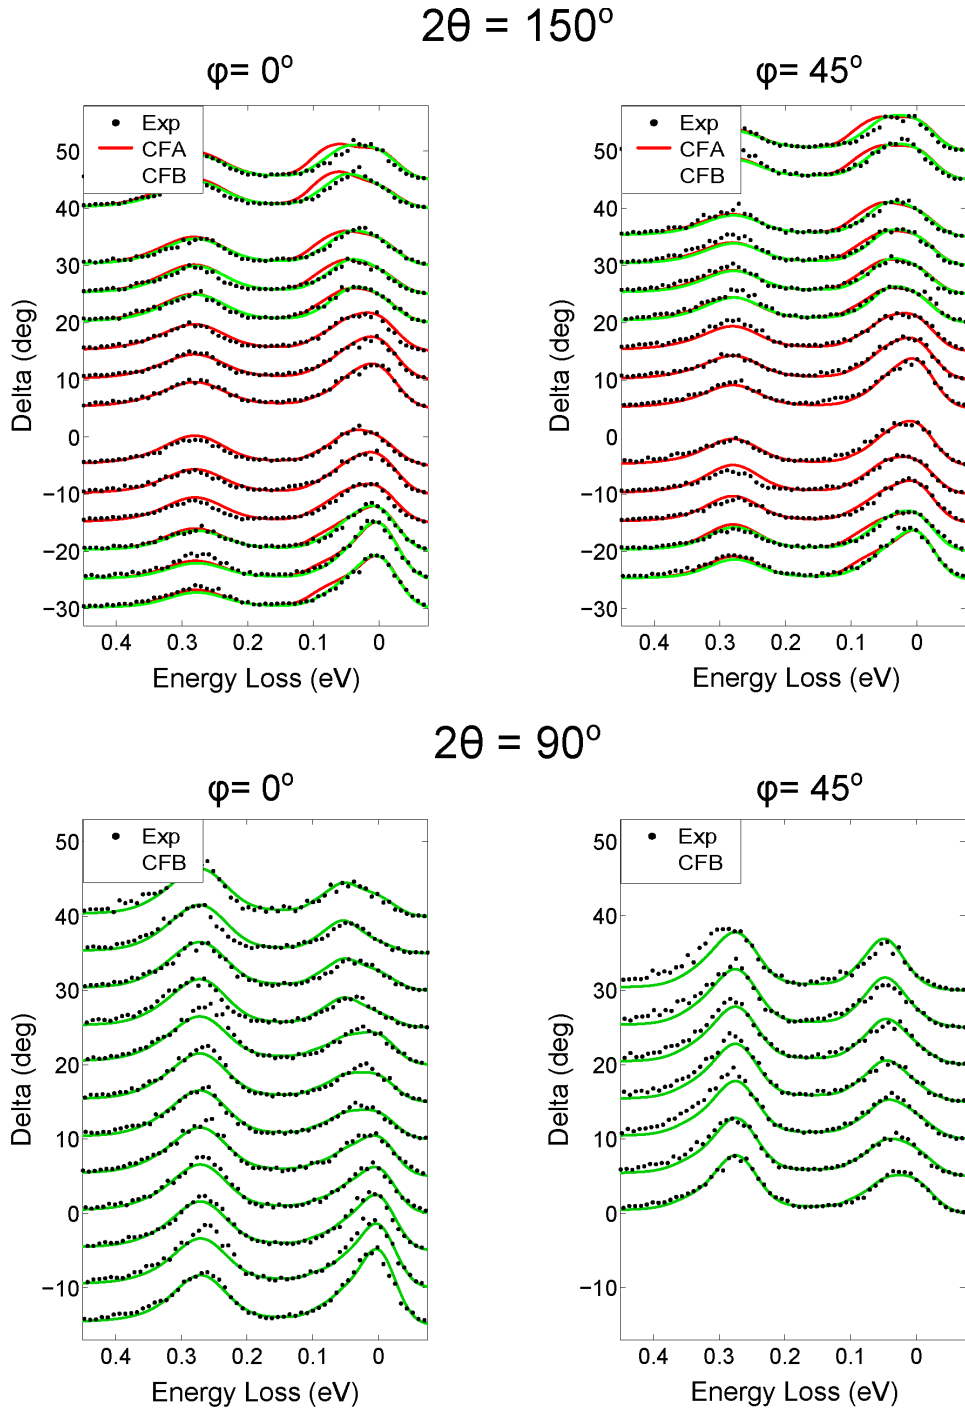 2θ = 150°
φ= 0°
φ= 45°
Exp
CFA
CFB
50
40
30
20
10
0
−10
−20
−30
Delta (deg)
0.4 0.3 0.2 0.1 0
Energy Loss (eV)
Exp
CFA
CFB
50
40
30
20
10
0
−10
−20
−30
Delta (deg)
0.4 0.3 0.2 0.1 0
Energy Loss (eV)
2θ = 90°
φ= 0°
φ= 45°
Exp
CFB
50
40
30
20
10
0
−10
Delta (deg)
0.4 0.3 0.2 0.1 0
Energy Loss (eV)
Exp
CFB
50
40
30
20
10
0
−10
Delta (deg)
0.4 0.3 0.2 0.1 0
Energy Loss (eV)